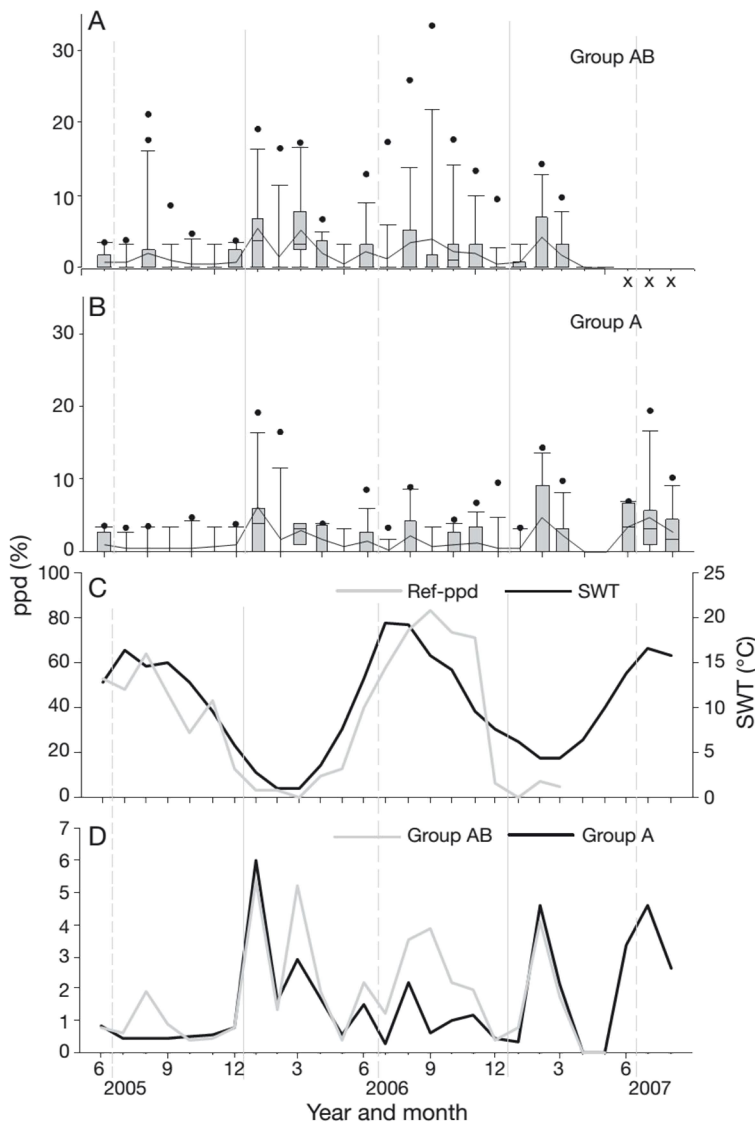 A
Group AB
30
20
10
0
x x x
B
Group A
30
20
10
0
ppd (%)
C
Ref-ppd SWT
100
80
60
40
20
0
25
20
15
10
5
0
SWT (°C)
D
Group AB Group A
7
6
5
4
3
2
1
0
6 9 12 3 6 9 12 3 6
2005 2006 2007
Year and month